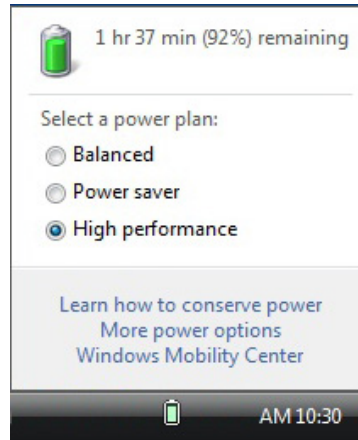 1 hr 37 min (92%) remaining
Select a power plan:
Balanced
Power saver
High performance
Learn how to conserve power
More power options
Windows Mobility Center
AM 10:30